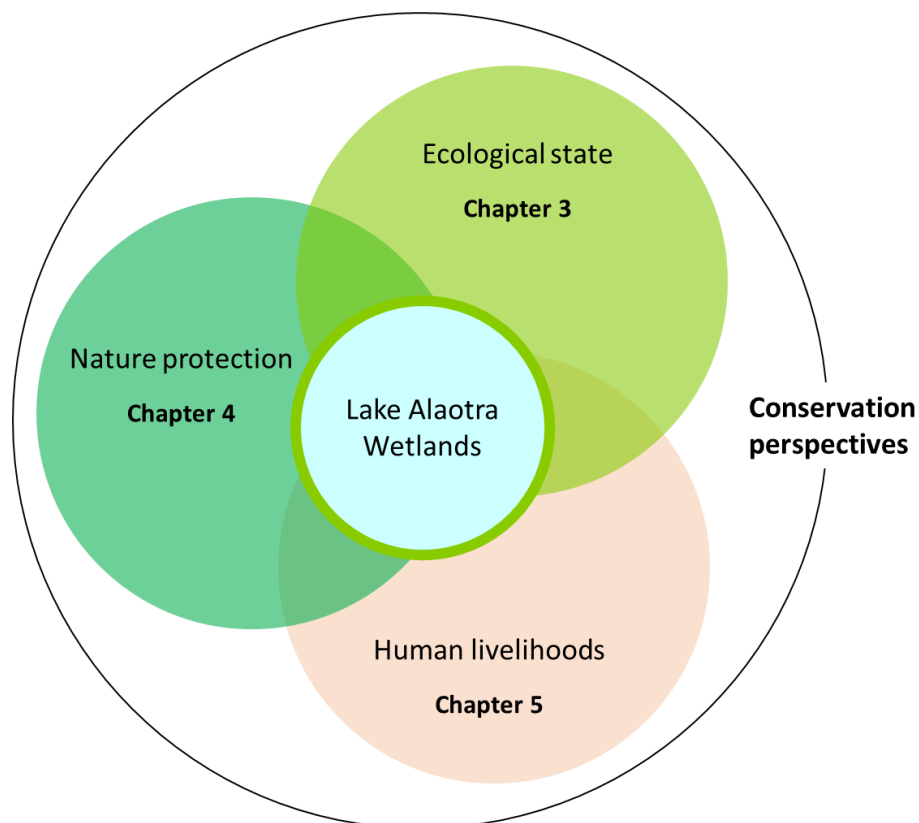 Ecological state
Chapter 3
Nature protection
Chapter 4
Lake Alaotra
Wetlands
Conservation
perspectives
Human livelihoods
Chapter 5